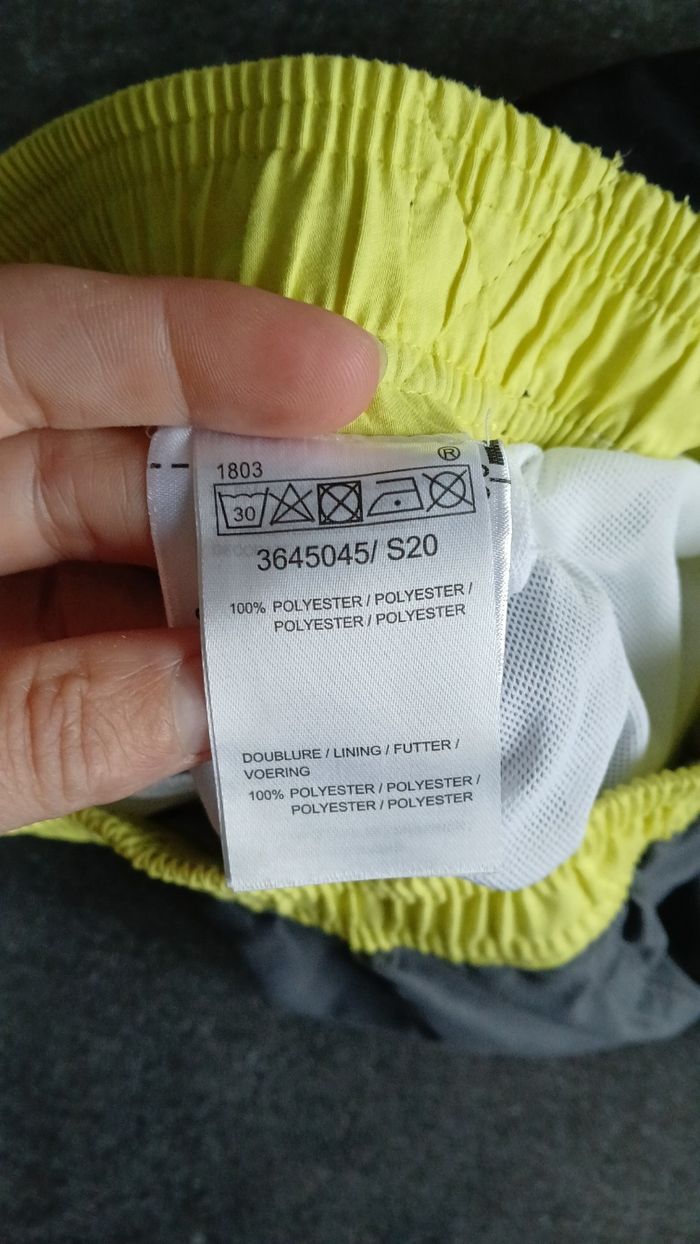 ®
1803
30
3645045/ S20
100% POLYESTER / POLYESTER /
POLYESTER / POLYESTER
DOUBLURE / LINING / FUTTER /
VOERING
100% POLYESTER / POLYESTER /
POLYESTER / POLYESTER